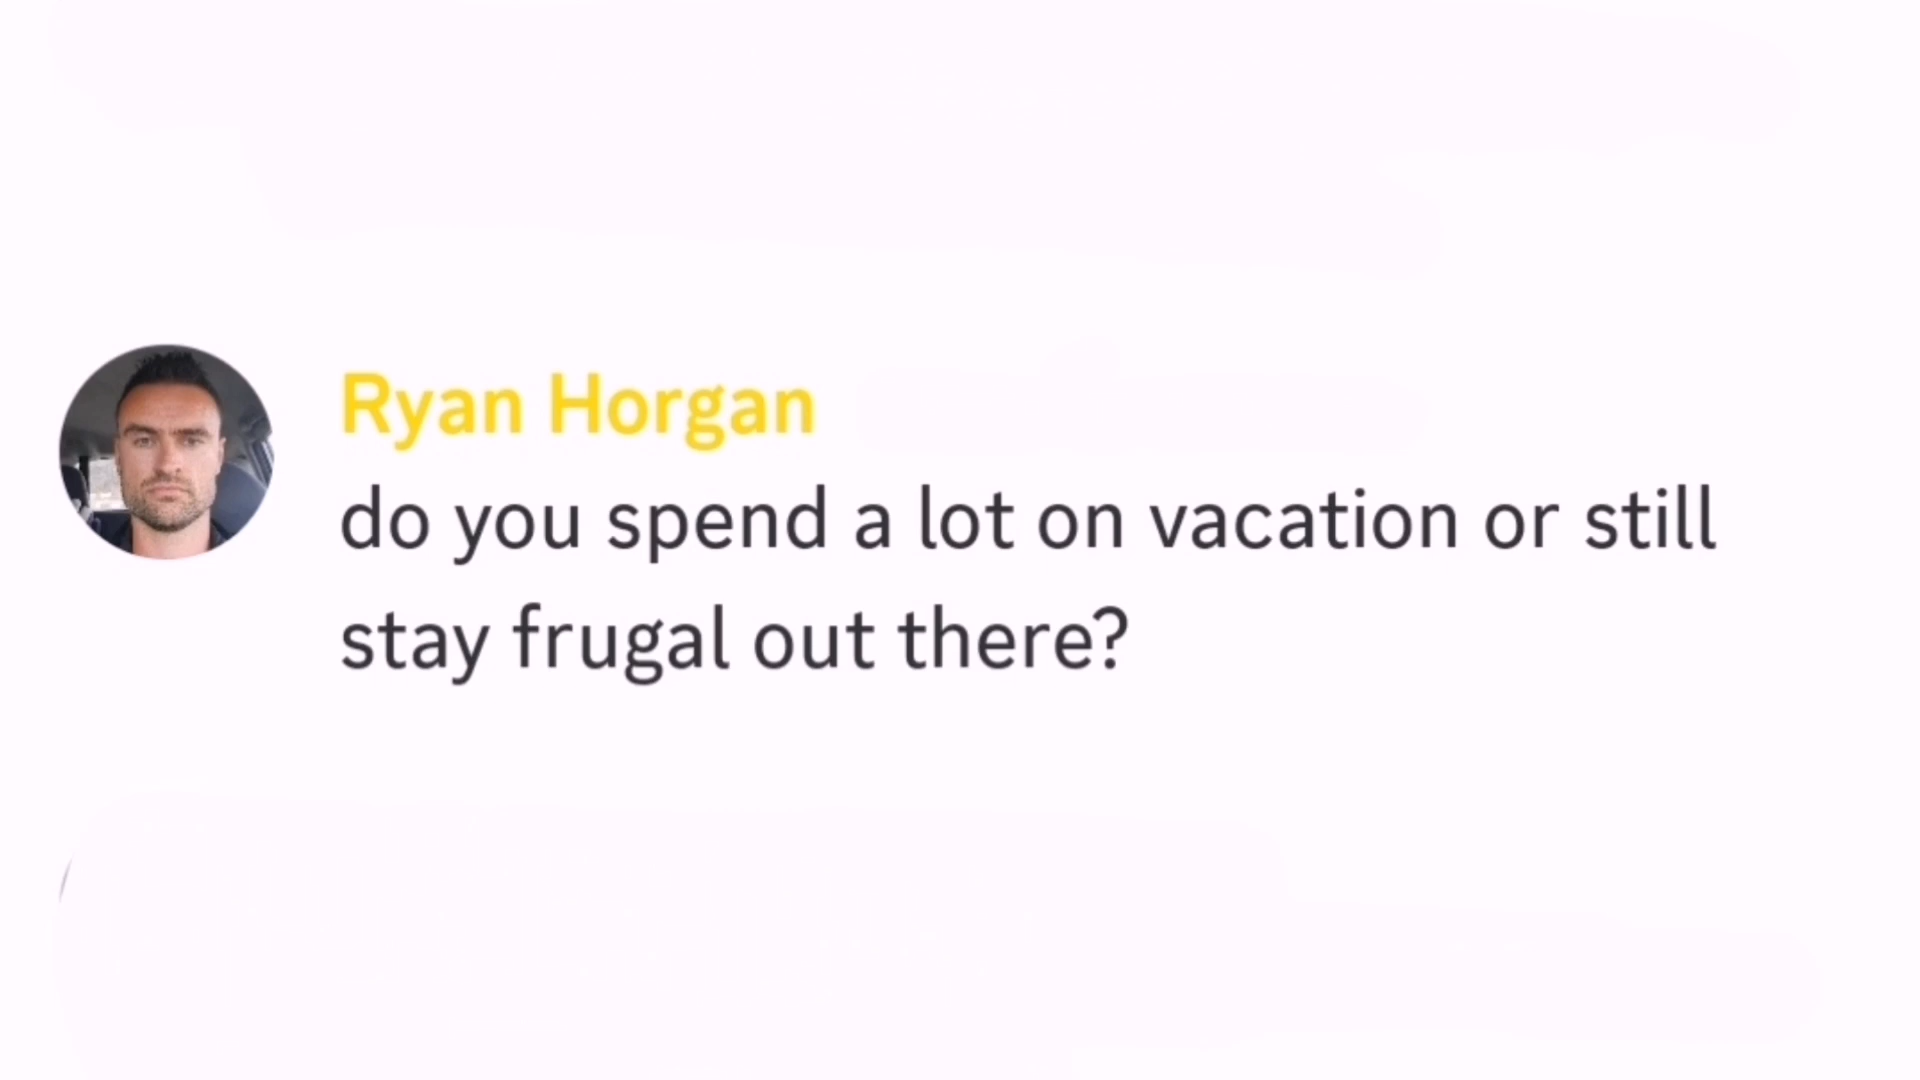 Ryan Horgan
do you spend a lot on vacation or still
stay frugal out there?